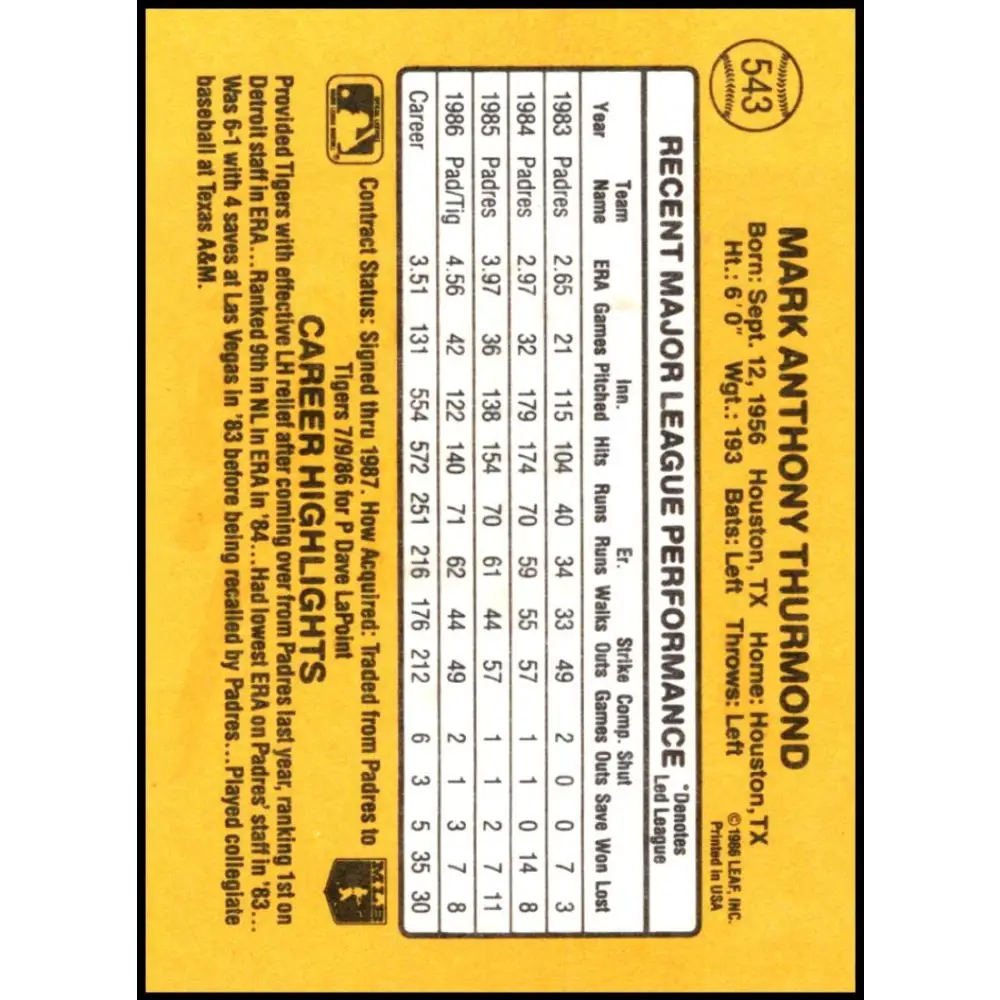 543
MARK ANTHONY THURMOND
Born: Sept. 12, 1956 Houston, TX Home: Houston, TX
Ht.: 6'0" Wgt.: 193 Bats: Left Throws: Left
©1986 LEAF, INC.
Printed in USA
RECENT MAJOR LEAGUE PERFORMANCE *Denotes Led League
Year Team Name ERA Games Inn. Pitched Hits Runs Er. Runs Walks Strike Outs Comp. Games Shut Outs Save Won Lost
1983 Padres 2.65 21 115 104 40 34 33 49 2 0 0 7 3
1984 Padres 2.97 32 179 174 70 59 55 57 1 1 0 14 8
1985 Padres 3.97 36 138 154 70 61 44 57 1 1 2 7 11
1986 Pad/Tig 4.56 42 122 140 71 62 44 49 2 1 3 7 8
Career 3.51 131 554 572 251 216 176 212 6 3 5 35 30
Contract Status: Signed thru 1987. How Acquired: Traded from Padres to
Tigers 7/9/86 for P Dave LaPoint
MLB
CAREER HIGHLIGHTS
Provided Tigers with effective LH relief after coming over from Padres last year, ranking 1st on
Detroit staff in ERA...Ranked 9th in NL in ERA in '84...Had lowest ERA on Padres' staff in '83...
Was 6-1 with 4 saves at Las Vegas in '83 before being recalled by Padres...Played collegiate
baseball at Texas A&M.